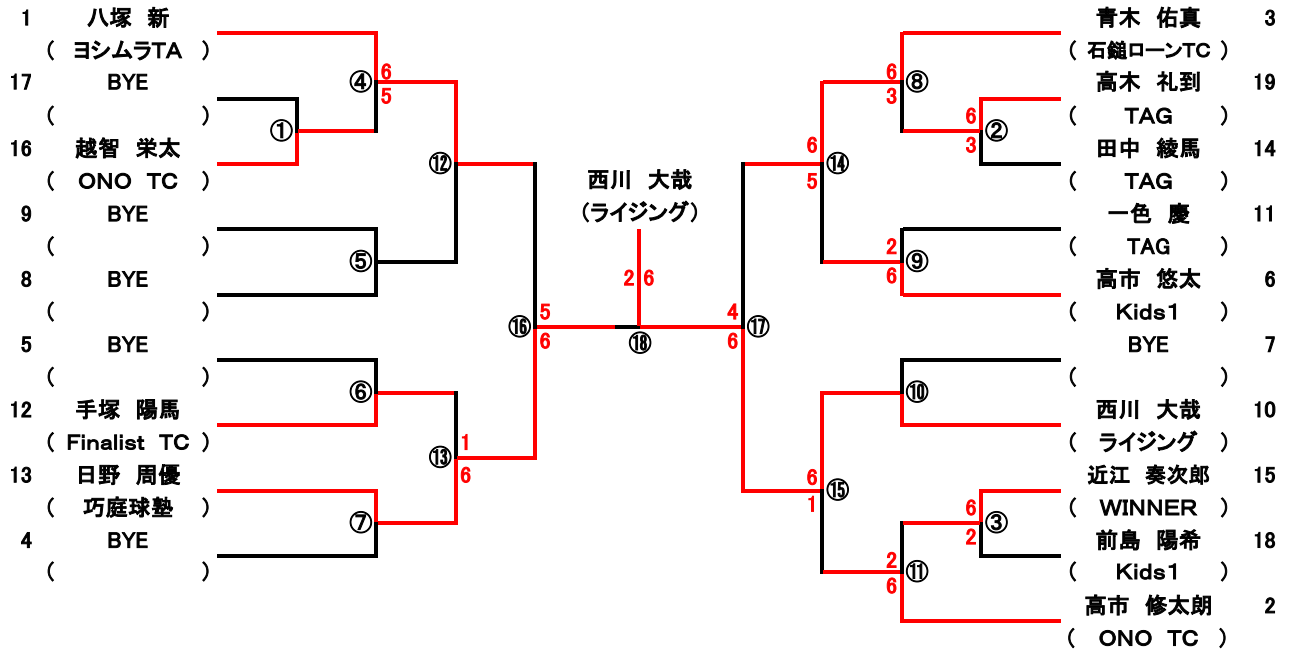 1 八塚 新
( ヨシムラTA )
17 BYE
( )
①
16 越智 栄太
( ONO TC )
④
6
5
9 BYE
( )
⑤
8 BYE
( )
⑫
5 BYE
( )
⑥
12 手塚 陽馬
( Finalist TC )
13 日野 周優
( 巧庭球塾 )
⑦
4 BYE
( )
⑬
1
6
⑯
5
6
西川 大哉
(ライジング)
2 6
⑱
4
6
⑰
6
5
⑭
6
1
⑮
青木 佑真 3
( 石鎚ローンTC )
6
3
⑧
高木 礼到 19
( TAG )
6
3
②
田中 綾馬 14
( TAG )
一色 慶 11
( TAG )
2
6
⑨
高市 悠太 6
( Kids1 )
BYE 7
( )
⑩
西川 大哉 10
( ライジング )
近江 奏次郎 15
( WINNER )
6
2
③
前島 陽希 18
( Kids1 )
2
6
⑪
高市 修太朗 2
( ONO TC )